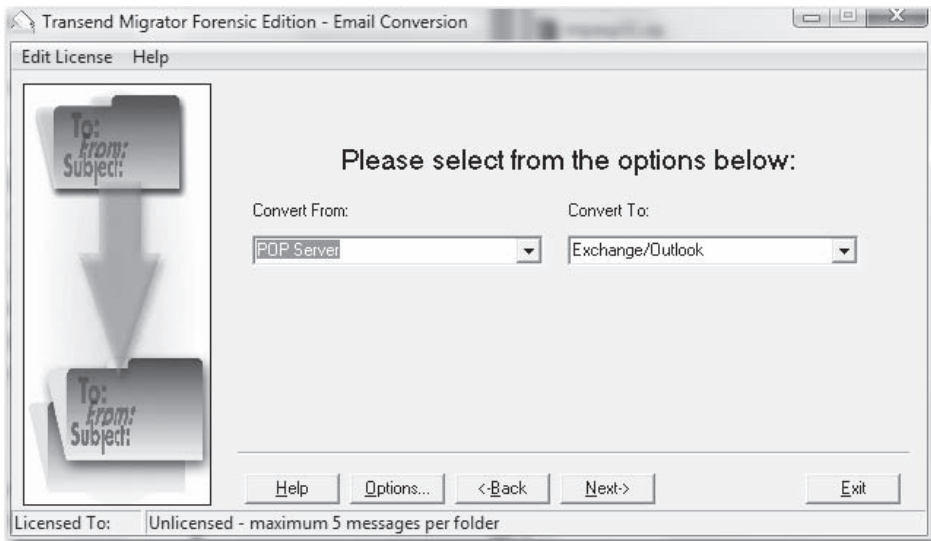 Transend Migrator Forensic Edition - Email Conversion
Edit License Help
To:
From:
Subject:
Please select from the options below:
Convert From:
Convert To:
POP Server
Exchange/Outlook
To:
From:
Subject:
Help
Options...
<-Back
Next->
Exit
Licensed To:
Unlicensed - maximum 5 messages per folder